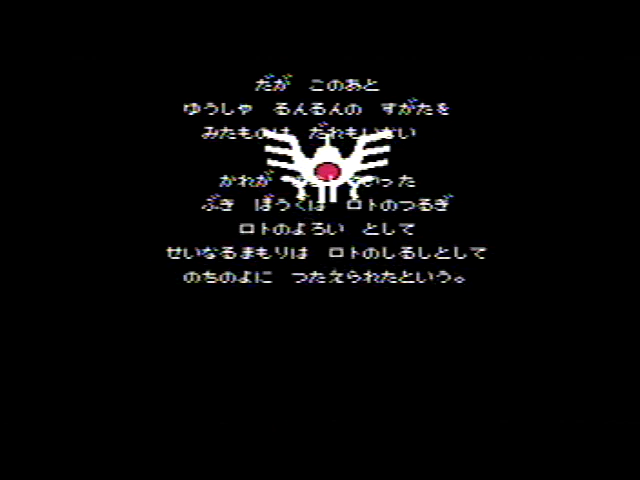 だが　このあと
ゆうしゃ　るんるんの　すがたを
みたものは　だれもいない
かれが　いった
ぶき　ぼうぐは　ロトのつるぎ
ロトのよろい　として
せいなるまもりは　ロトのしるしとして
のちのよに　つたえられたという。